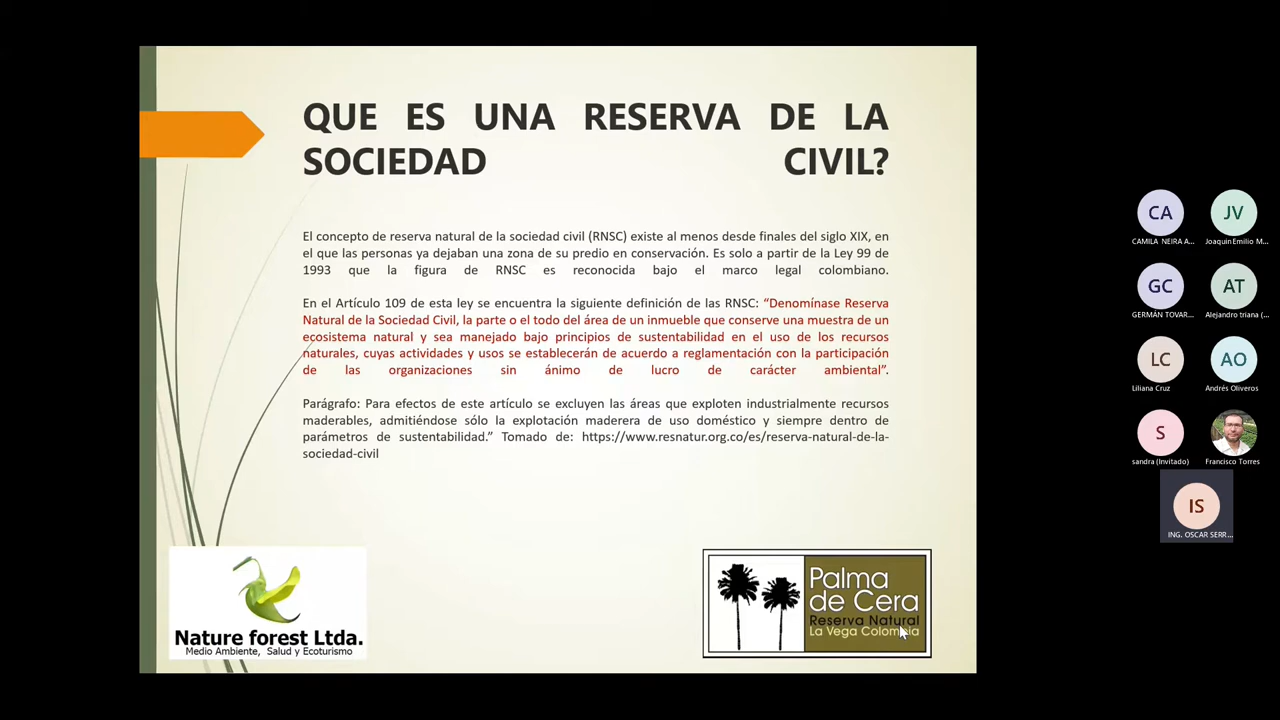 QUE ES UNA RESERVA DE LA
SOCIEDAD CIVIL?
El concepto de reserva natural de la sociedad civil (RNSC) existe al menos desde finales del siglo XIX, en
el que las personas ya dejaban una zona de su predio en conservación. Es solo a partir de la Ley 99 de
1993 que la figura de RNSC es reconocida bajo el marco legal colombiano.
En el Artículo 109 de esta ley se encuentra la siguiente definición de las RNSC: “Denomínase Reserva
Natural de la Sociedad Civil, la parte o el todo del área de un inmueble que conserve una muestra de un
ecosistema natural y sea manejado bajo principios de sustentabilidad en el uso de los recursos
naturales, cuyas actividades y usos se establecerán de acuerdo a reglamentación con la participación
de las organizaciones sin ánimo de lucro de carácter ambiental”.
Parágrafo: Para efectos de este artículo se excluyen las áreas que exploten industrialmente recursos
maderables, admitiéndose sólo la explotación maderera de uso doméstico y siempre dentro de
parámetros de sustentabilidad.” Tomado de: https://www.resnatur.org.co/es/reserva-natural-de-la-
sociedad-civil
Nature forest Ltda.
Medio Ambiente, Salud y Ecoturismo
Palma
de Cera
Reserva Natural
La Vega Colombia
CA
CAMILA NEIRA A...
JV
Joaquin Emilio M...
GC
GERMÁN TOVAR...
AT
Alejandro triana (...
LC
Liliana Cruz
AO
Andrés Oliveros
S
sandra (Invitado)
Francisco Torres
IS
ING. OSCAR SERR...